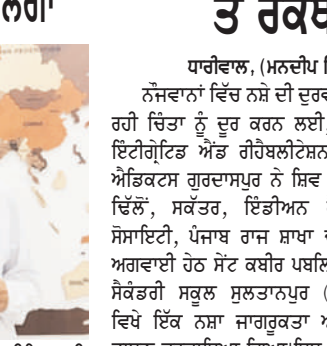 ਤੇ ਰੋਕਥ
ਧਾਰੀਵਾਲ, (ਮਨਦੀਪ
ਨੌਜਵਾਨਾਂ ਵਿੱਚ ਨਸ਼ੇ ਦੀ ਦੁਰਵ
ਰਹੀ ਚਿੰਤਾ ਨੂੰ ਦੂਰ ਕਰਨ ਲਈ,
ਇੰਟੀਗ੍ਰੇਟਿਡ ਐਂਡ ਰੀਹੈਬਲੀਟੇਸ਼ਨ
ਐਡਿਕਟਸ ਗੁਰਦਾਸਪੁਰ ਨੇ ਸ਼ਿਵ
ਢਿੱਲੋਂ, ਸਕੱਤਰ, ਇੰਡੀਅਨ
ਸੋਸਾਇਟੀ, ਪੰਜਾਬ ਰਾਜ ਸ਼ਾਖਾ
ਅਗਵਾਈ ਹੇਠ ਸੇਂਟ ਕਬੀਰ ਪਬਲਿ
ਸੈਕੰਡਰੀ ਸਕੂਲ ਸੁਲਤਾਨਪੁਰ (
ਵਿਖੇ ਇੱਕ ਨਸ਼ਾ ਜਾਗਰੂਕਤਾ